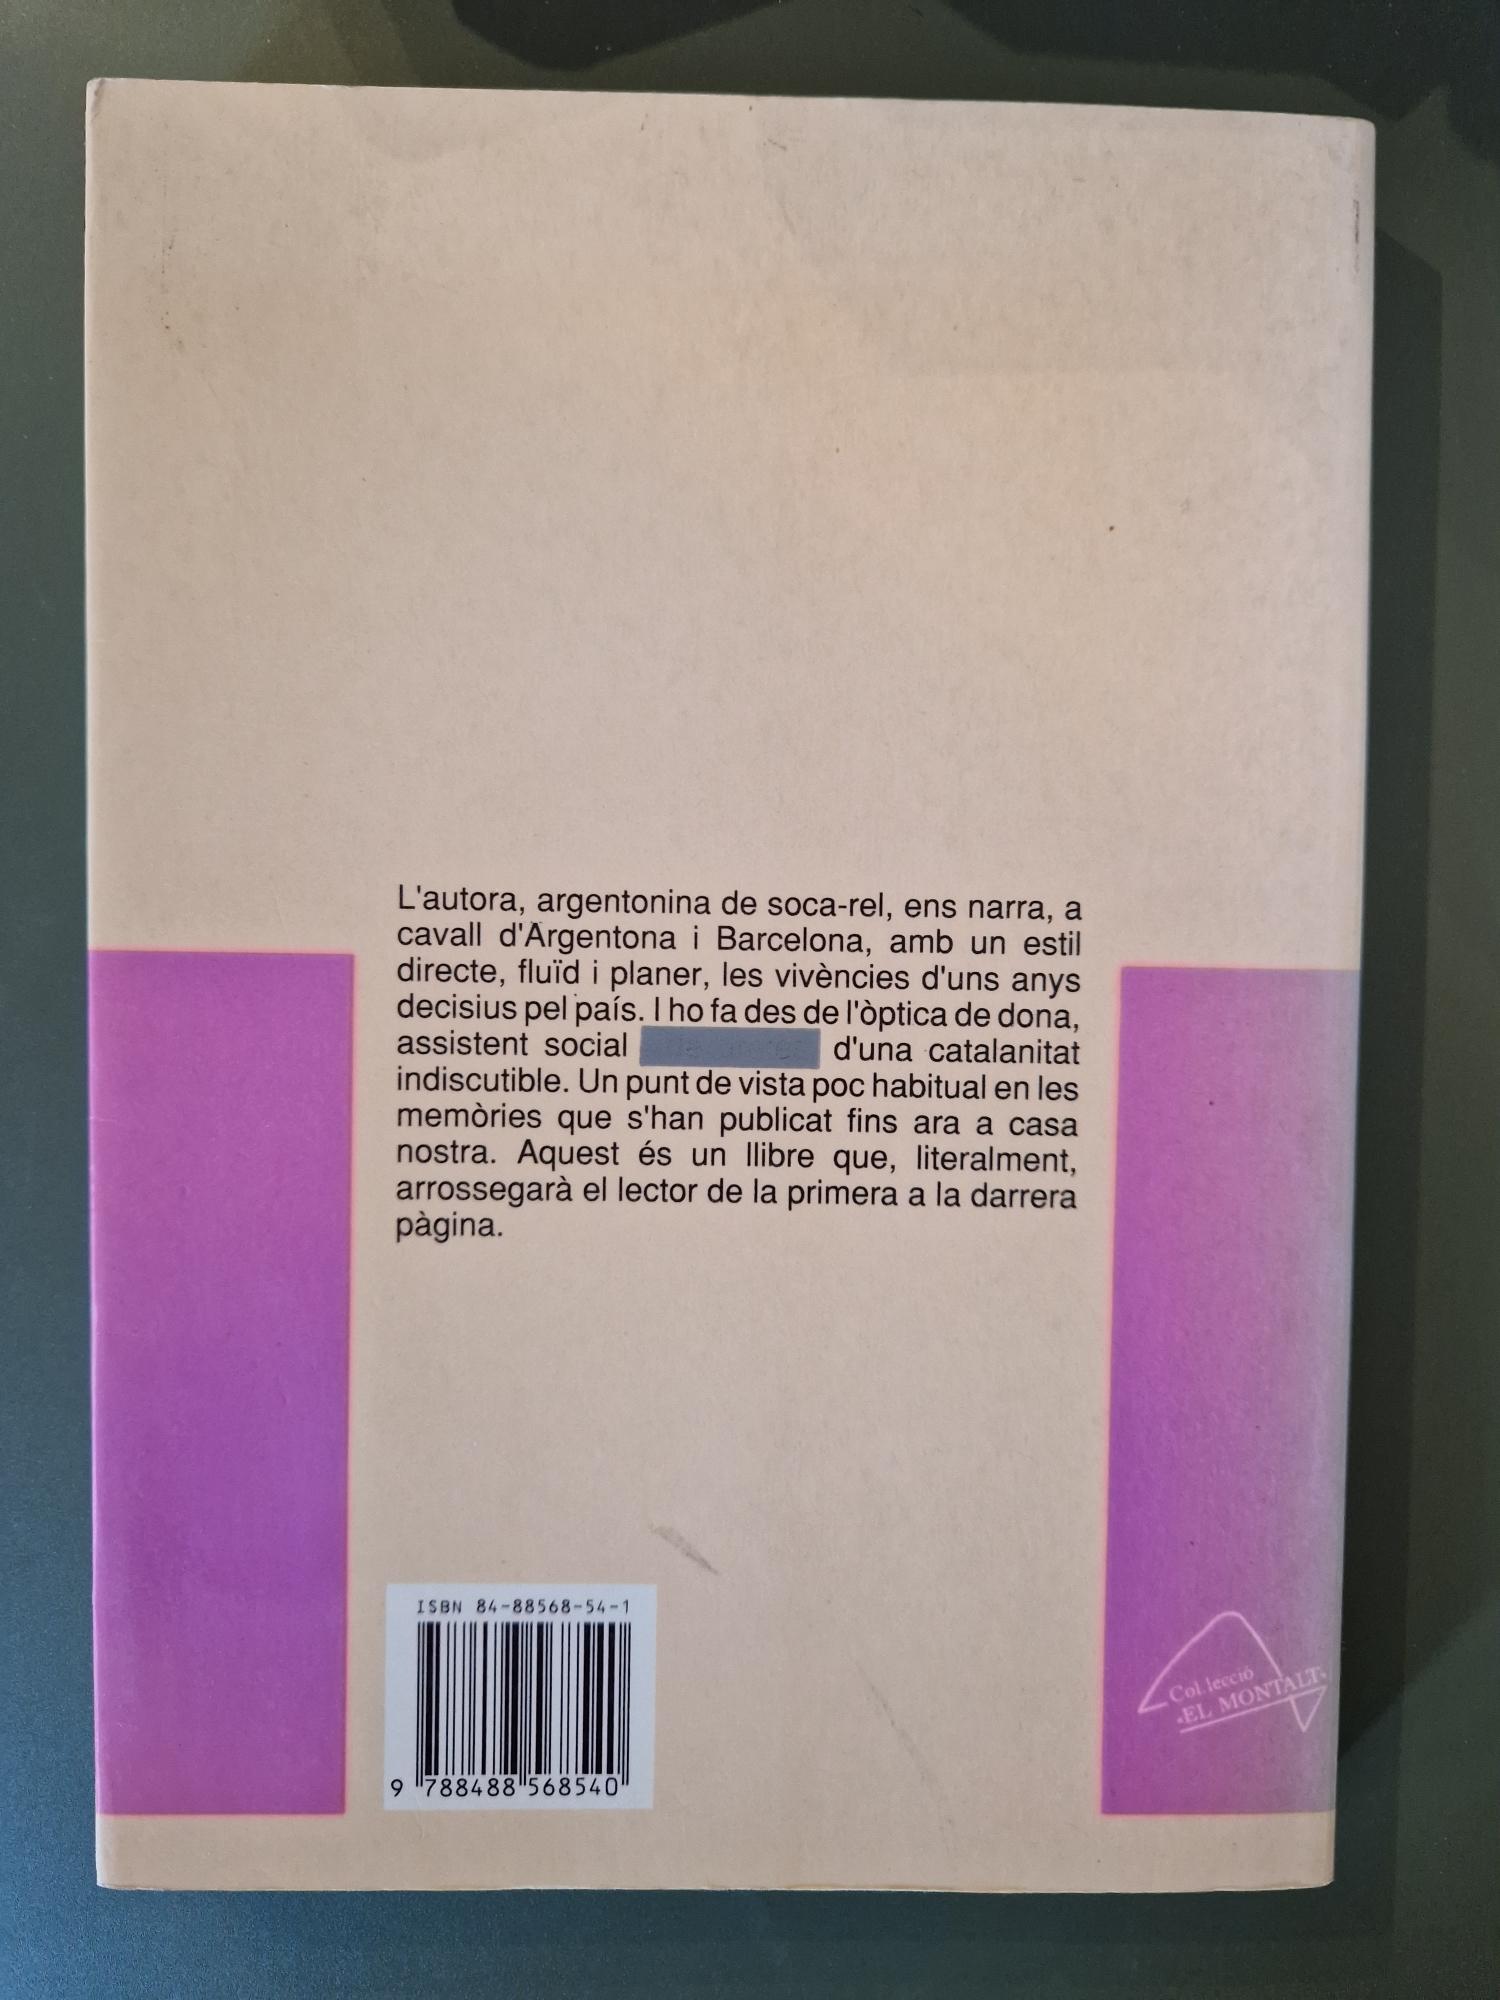 L'autora, argentonina de soca-rel, ens narra, a
cavall d'Argentona i Barcelona, amb un estil
directe, fluïd i planer, les vivències d'uns anys
decisius pel país. I ho fa des de l'òptica de dona,
assistent social d'una catalanitat
indiscutible. Un punt de vista poc habitual en les
memòries que s'han publicat fins ara a casa
nostra. Aquest és un llibre que, literalment,
arrossegarà el lector de la primera a la darrera
pàgina.
ISBN 84-88568-54-1
9 788488 568540
Col·lecció
«EL MONTALT»